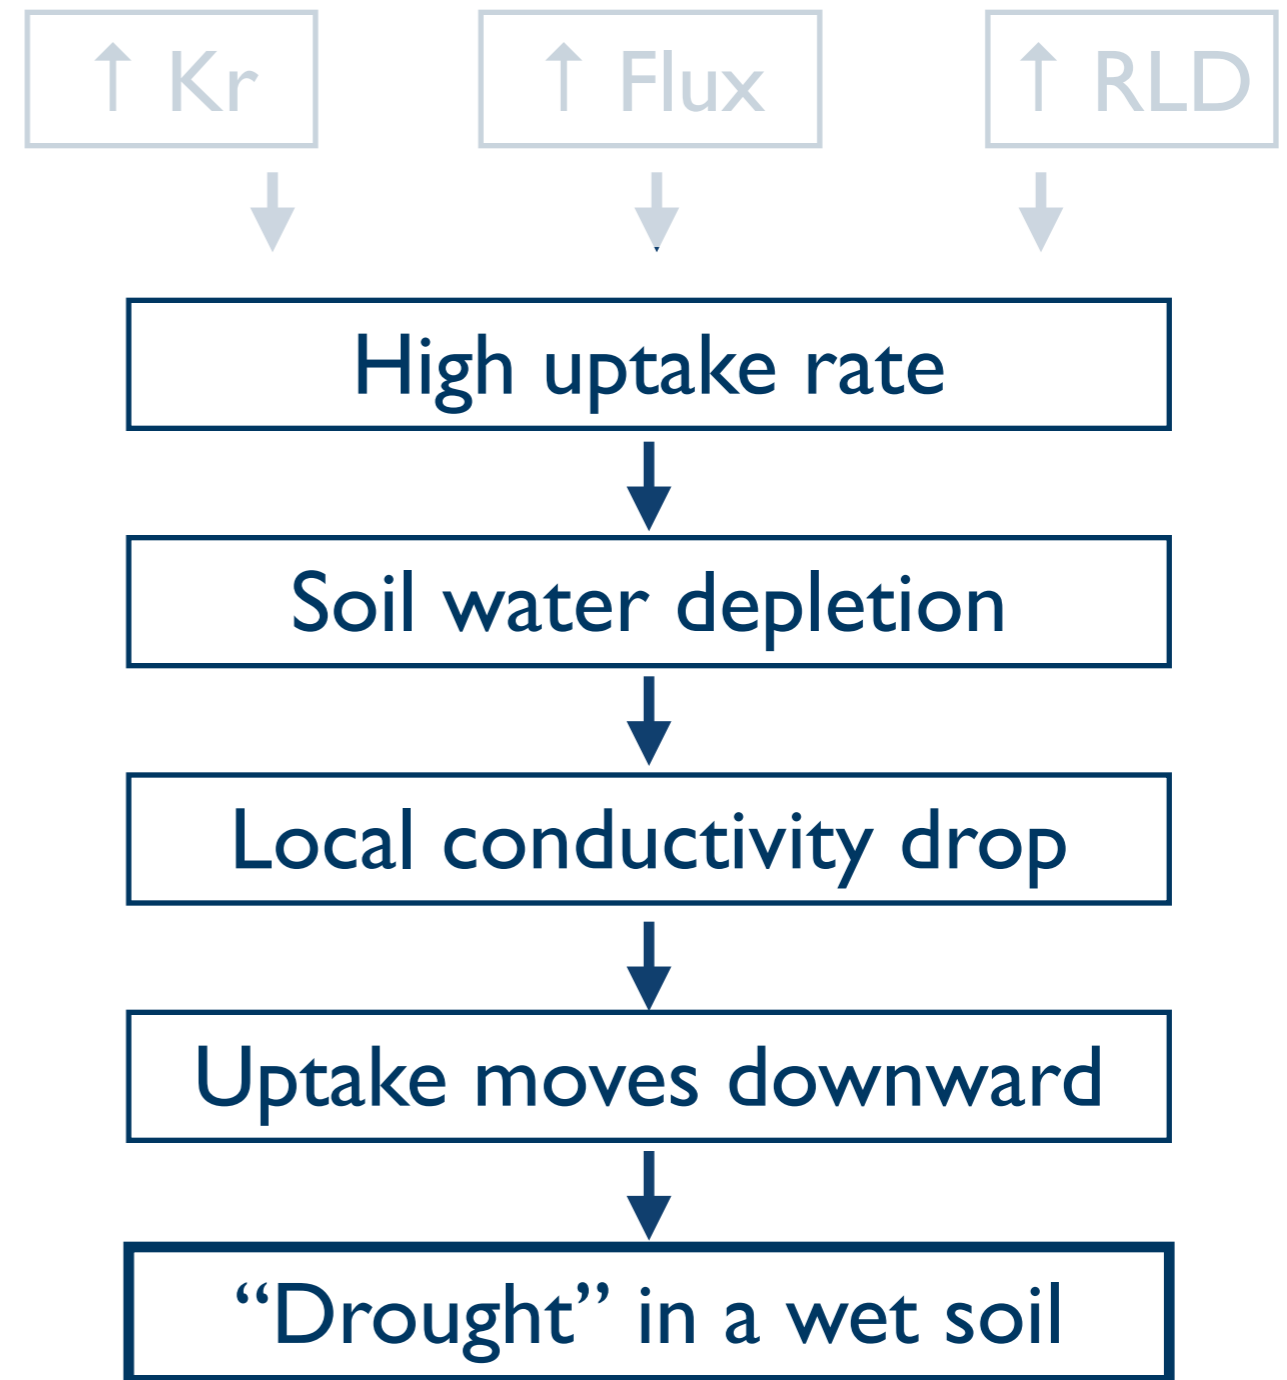 ↑ Kr
↑ Flux
↑ RLD
High uptake rate
Soil water depletion
Local conductivity drop
Uptake moves downward
“Drought” in a wet soil